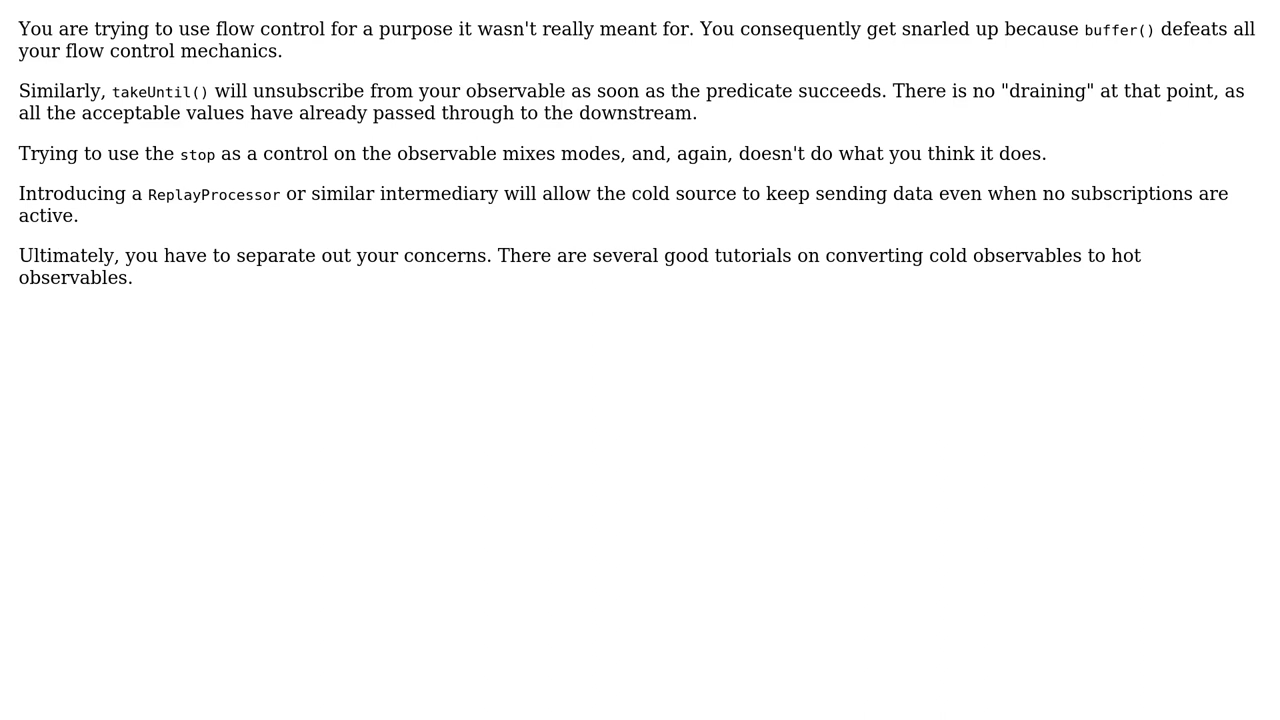 You are trying to use flow control for a purpose it wasn't really meant for. You consequently get snarled up because buffer() defeats all
your flow control mechanics.
Similarly, takeUntil() will unsubscribe from your observable as soon as the predicate succeeds. There is no "draining" at that point, as
all the acceptable values have already passed through to the downstream.
Trying to use the stop as a control on the observable mixes modes, and, again, doesn't do what you think it does.
Introducing a ReplayProcessor or similar intermediary will allow the cold source to keep sending data even when no subscriptions are
active.
Ultimately, you have to separate out your concerns. There are several good tutorials on converting cold observables to hot
observables.